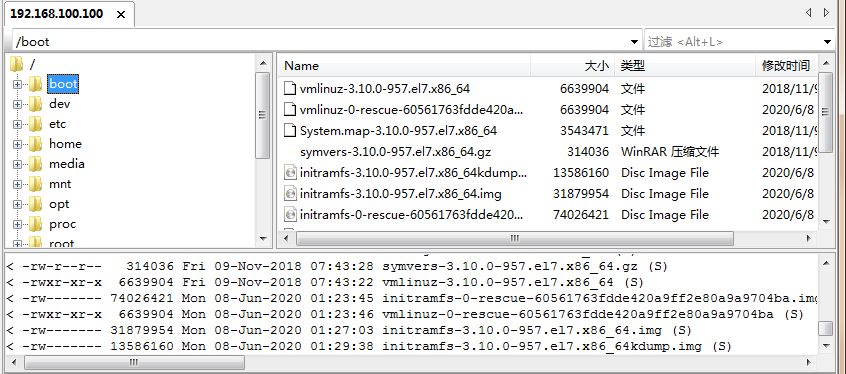 192.168.100.100
/boot
过滤 <Alt+L>
/
boot
dev
etc
home
media
mnt
opt
proc
root
Name 大小 类型 修改时间
vmlinuz-3.10.0-957.el7.x86_64 6639904 文件 2018/11/9
vmlinuz-0-rescue-60561763fdde420a... 6639904 文件 2020/6/8
System.map-3.10.0-957.el7.x86_64 3543471 文件 2018/11/9
symvers-3.10.0-957.el7.x86_64.gz 314036 WinRAR 压缩文件 2018/11/9
initramfs-3.10.0-957.el7.x86_64kdump... 13586160 Disc Image File 2020/6/8
initramfs-3.10.0-957.el7.x86_64.img 31879954 Disc Image File 2020/6/8
initramfs-0-rescue-60561763fdde420... 74026421 Disc Image File 2020/6/8
< -rw-r--r-- 314036 Fri 09-Nov-2018 07:43:28 symvers-3.10.0-957.el7.x86_64.gz (S)
< -rwxr-xr-x 6639904 Fri 09-Nov-2018 07:43:22 vmlinuz-3.10.0-957.el7.x86_64 (S)
< -rw------- 74026421 Mon 08-Jun-2020 01:23:45 initramfs-0-rescue-60561763fdde420a9ff2e80a9a9704ba.img
< -rwxr-xr-x 6639904 Mon 08-Jun-2020 01:23:46 vmlinuz-0-rescue-60561763fdde420a9ff2e80a9a9704ba (S)
< -rw------- 31879954 Mon 08-Jun-2020 01:27:03 initramfs-3.10.0-957.el7.x86_64.img (S)
< -rw------- 13586160 Mon 08-Jun-2020 01:29:38 initramfs-3.10.0-957.el7.x86_64kdump.img (S)